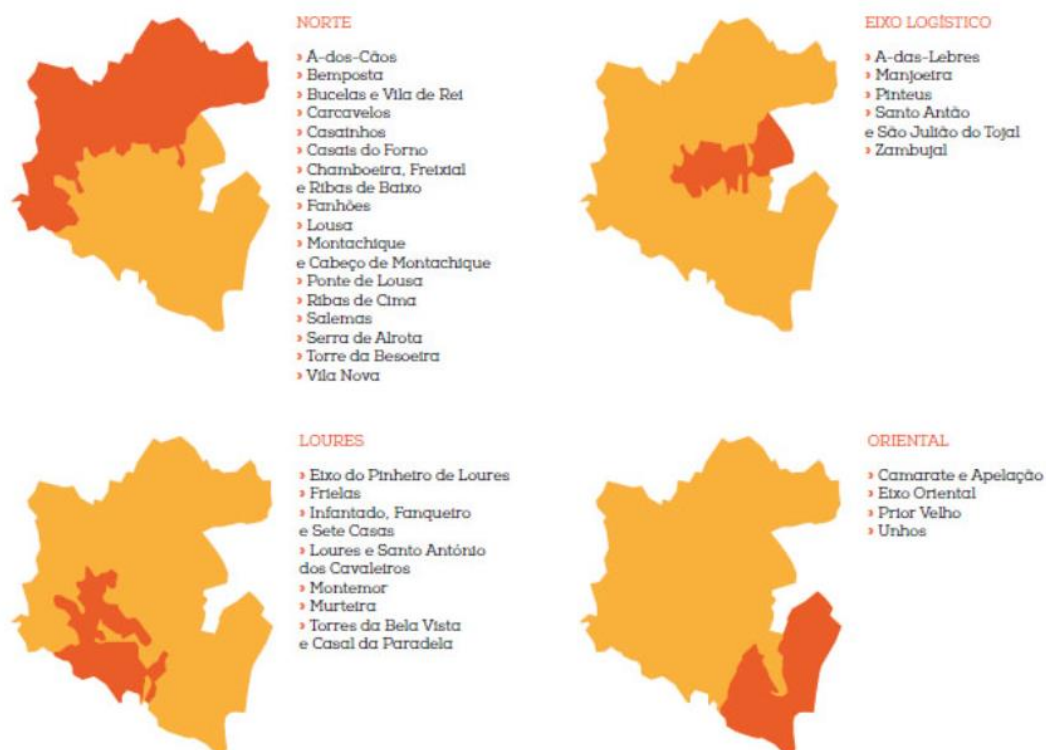 NORTE
› A-dos-Cãos
› Bemposta
› Bucelas e Vila de Rei
› Carcavelos
› Casainhos
› Casais do Forno
› Chamboeira, Freixial
e Ribas de Baixo
› Fanhões
› Lousa
› Montachique
e Cabeço de Montachique
› Ponte de Lousa
› Ribas de Cima
› Salemas
› Serra de Alrota
› Torre da Besoeira
› Vila Nova
EIXO LOGÍSTICO
› A-das-Lebres
› Manjoeira
› Pinteus
› Santo Antão
e São Julião do Tojal
› Zambujal
LOURES
› Eixo do Pinheiro de Loures
› Frielas
› Infantado, Fanqueiro
e Sete Casas
› Loures e Santo António
dos Cavaleiros
› Montemor
› Murteira
› Torres da Bela Vista
e Casal da Paradela
ORIENTAL
› Camarate e Apelação
› Eixo Oriental
› Prior Velho
› Unhos